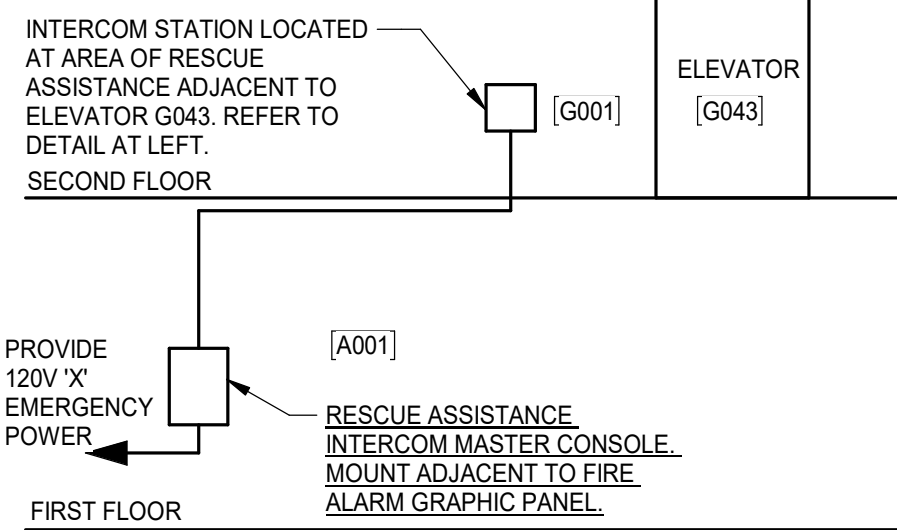 INTERCOM STATION LOCATED
AT AREA OF RESCUE
ASSISTANCE ADJACENT TO
ELEVATOR G043. REFER TO
DETAIL AT LEFT.
SECOND FLOOR
[G001]
ELEVATOR
[G043]
PROVIDE
120V 'X'
EMERGENCY
POWER
[A001]
RESCUE ASSISTANCE
INTERCOM MASTER CONSOLE.
MOUNT ADJACENT TO FIRE
ALARM GRAPHIC PANEL.
FIRST FLOOR